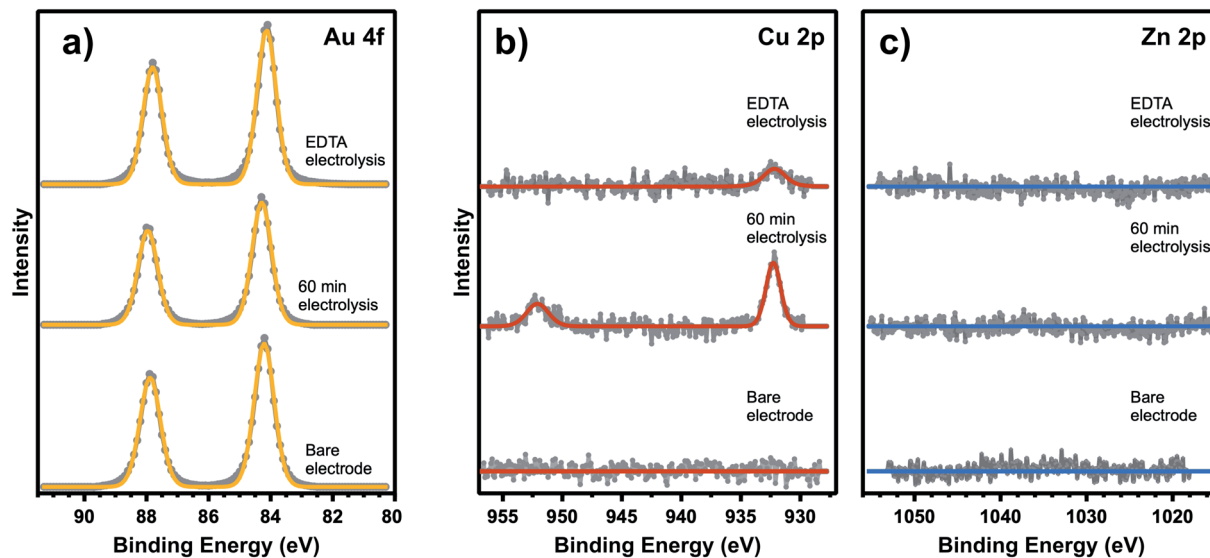 a)
Au 4f
EDTA
electrolysis
60 min
electrolysis
Bare
electrode
Intensity
90 88 86 84 82 80
Binding Energy (eV)
b)
Cu 2p
EDTA
electrolysis
60 min
electrolysis
Bare
electrode
Intensity
955 950 945 940 935 930
Binding Energy (eV)
c)
Zn 2p
EDTA
electrolysis
60 min
electrolysis
Bare
electrode
1050 1040 1030 1020
Binding Energy (eV)